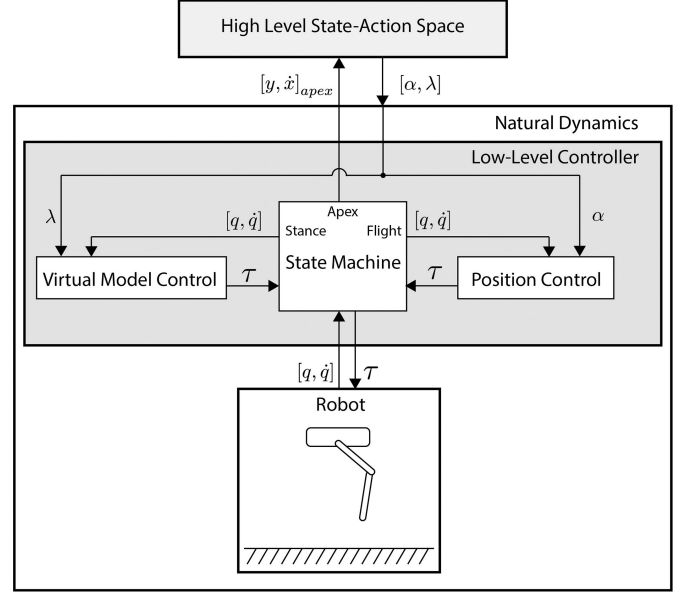 High Level State-Action Space
[y, ẋ]apex
[α, λ]
Natural Dynamics
Low-Level Controller
λ
[q, q̇]
Apex
Stance
Flight
[q, q̇]
α
Virtual Model Control
τ
State Machine
τ
Position Control
[q, q̇]
τ
Robot